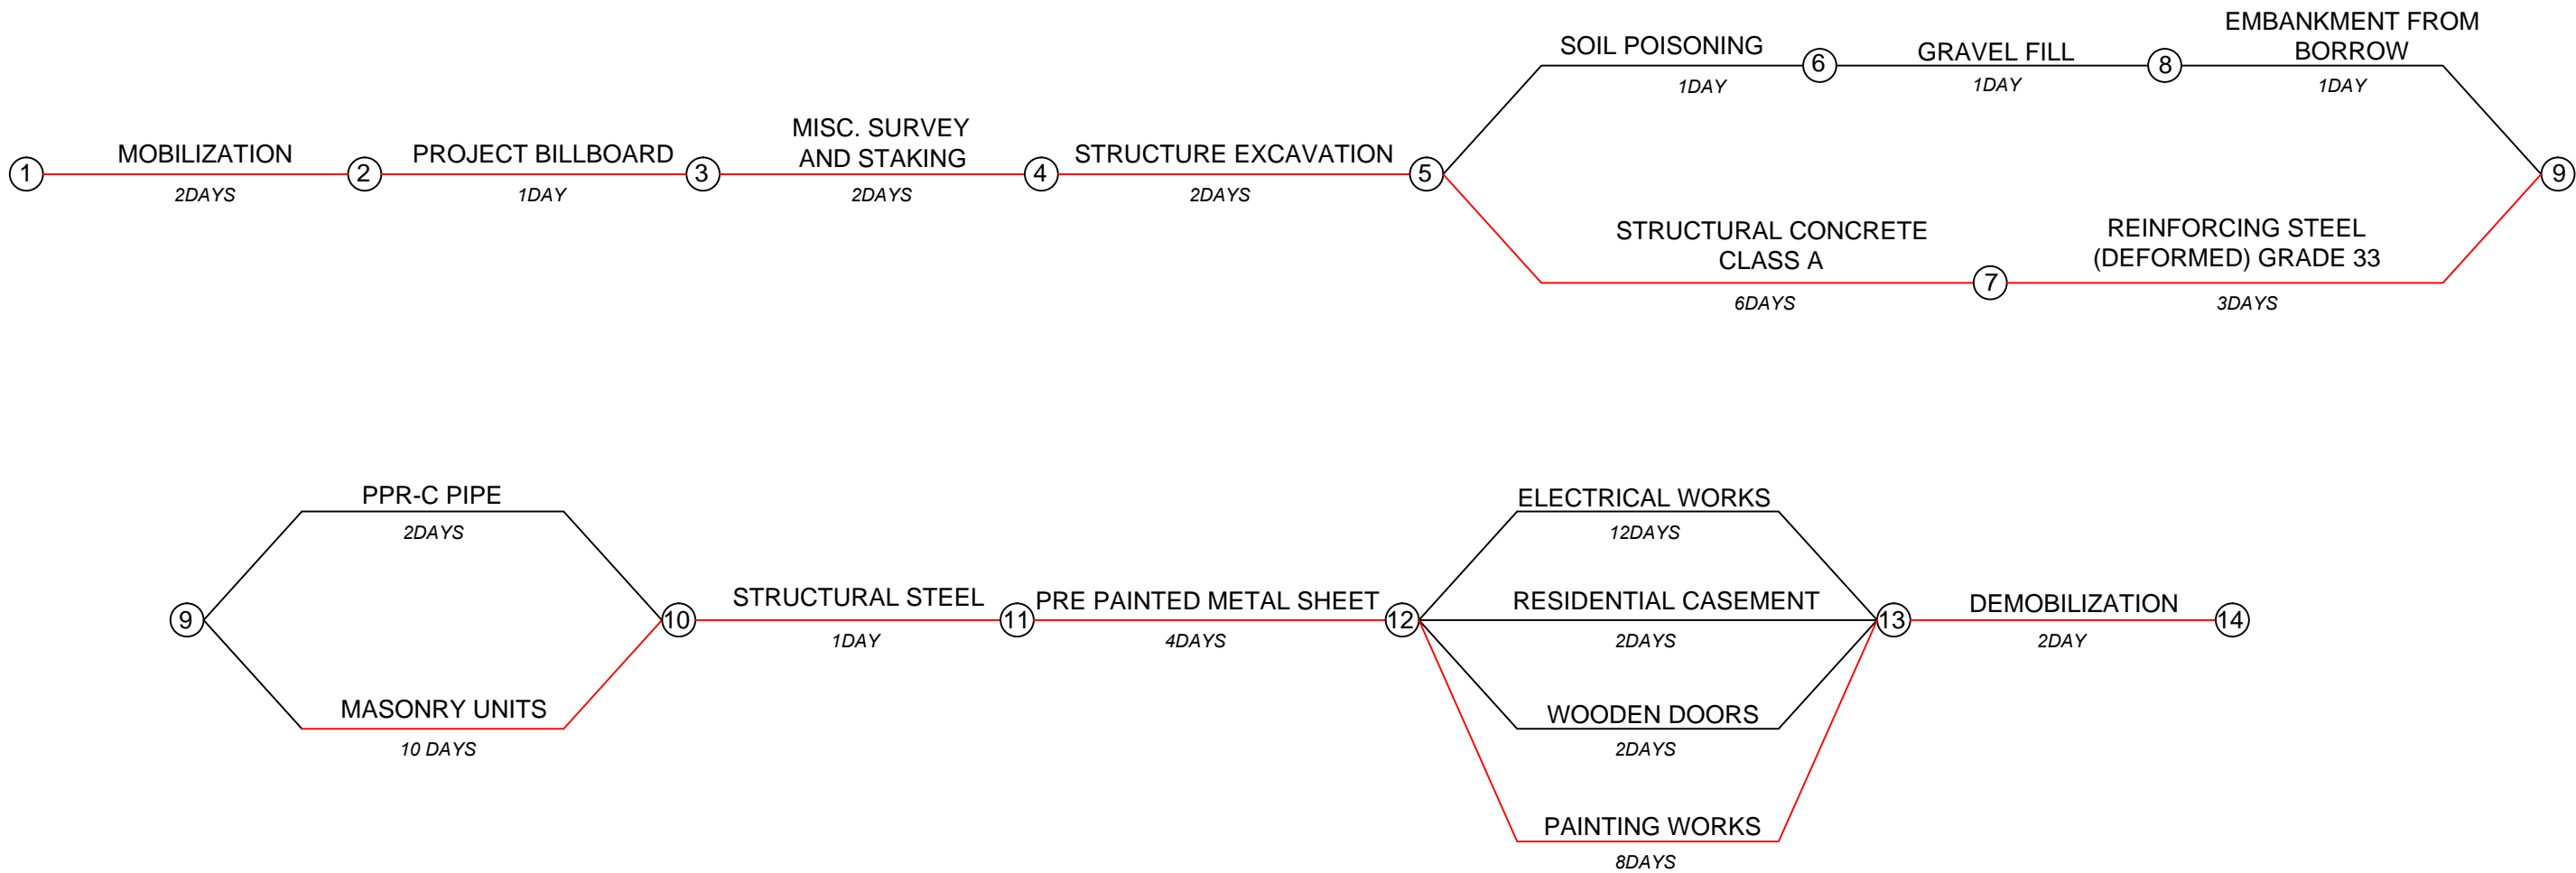 EMBANKMENT FROM
BORROW
1DAY
SOIL POISONING
1DAY
6
GRAVEL FILL
1DAY
8
1
MOBILIZATION
2DAYS
2
PROJECT BILLBOARD
1DAY
3
MISC. SURVEY
AND STAKING
2DAYS
4
STRUCTURE EXCAVATION
2DAYS
5
9
STRUCTURAL CONCRETE
CLASS A
6DAYS
7
REINFORCING STEEL
(DEFORMED) GRADE 33
3DAYS
PPR-C PIPE
2DAYS
9
MASONRY UNITS
10 DAYS
10
STRUCTURAL STEEL
1DAY
11
PRE PAINTED METAL SHEET
4DAYS
12
ELECTRICAL WORKS
12DAYS
RESIDENTIAL CASEMENT
2DAYS
WOODEN DOORS
2DAYS
PAINTING WORKS
8DAYS
13
DEMOBILIZATION
2DAY
14